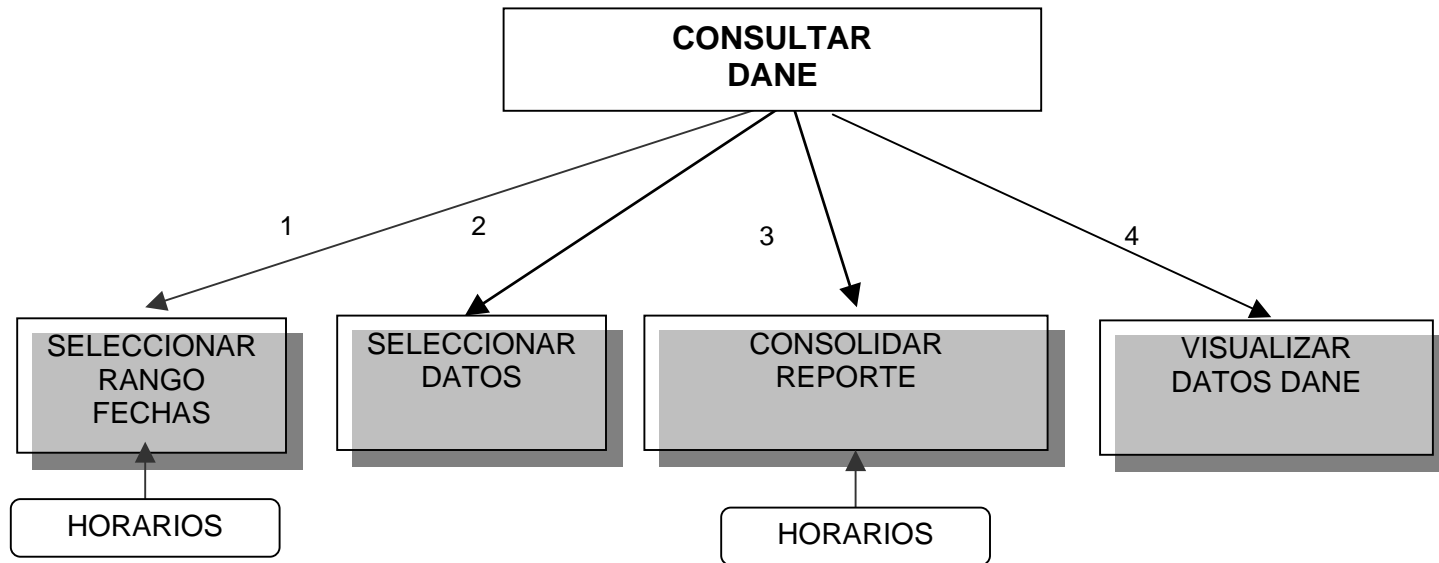 CONSULTAR
DANE
1
2
3
4
SELECCIONAR
RANGO
FECHAS
SELECCIONAR
DATOS
CONSOLIDAR
REPORTE
VISUALIZAR
DATOS DANE
HORARIOS
HORARIOS